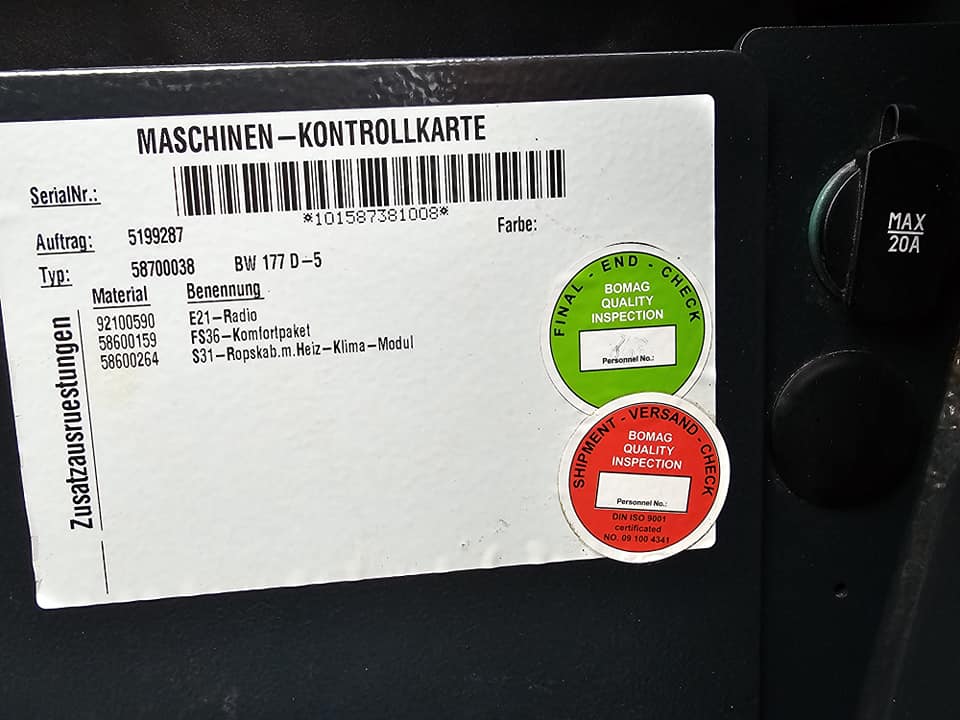 MASCHINEN-KONTROLLKARTE
SerialNr.:
*101587381008*
Auftrag: 5199287 Farbe:
Typ: 58700038 BW 177 D-5
Material Benennung
92100590 E21-Radio
58600159 FS36-Komfortpaket
58600264 S31-Ropskab.m.Heiz-Klima-Modul
Zusatzausruestungen
FINAL - END - CHECK
BOMAG
QUALITY
INSPECTION
Personnel No.:
SHIPMENT - VERSAND - CHECK
BOMAG
QUALITY
INSPECTION
Personnel No.:
DIN ISO 9001
certificated
NO. 09 100 4341
MAX
20A